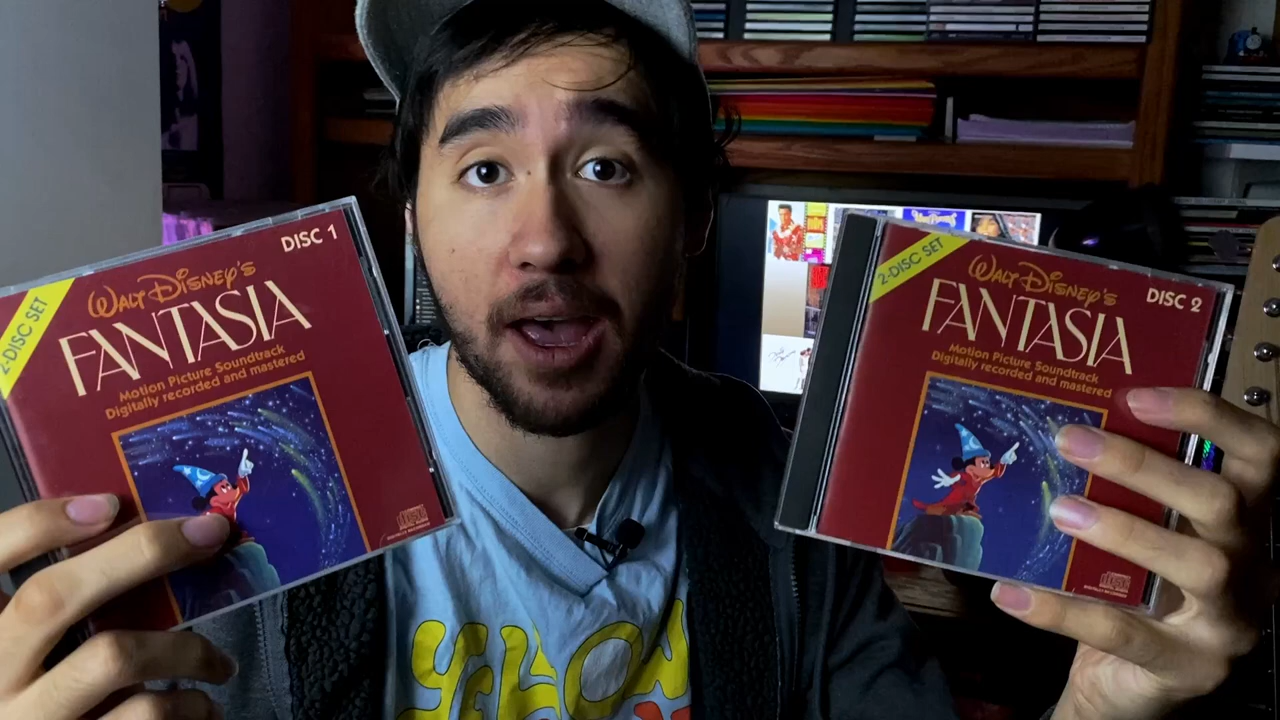 DISC 1
2-DISC SET
WALT DISNEY'S
FANTASIA
Motion Picture Soundtrack
Digitally recorded and mastered
DISC 2
2-DISC SET
WALT DISNEY'S
FANTASIA
Motion Picture Soundtrack
Digitally recorded and mastered
YELLOW